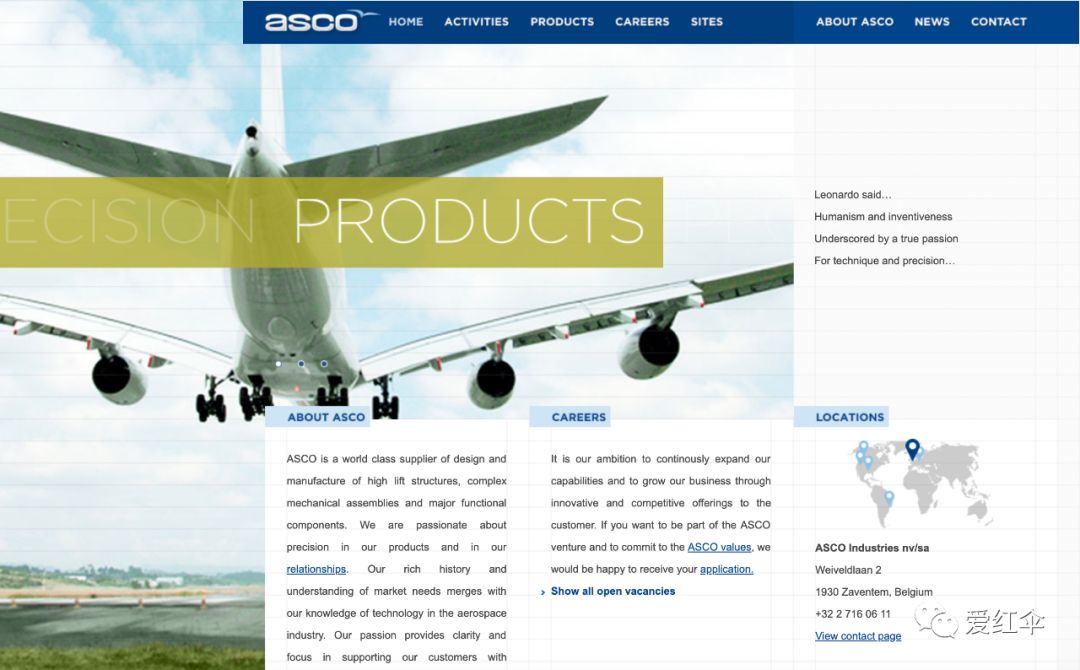 asco
HOME
ACTIVITIES
PRODUCTS
CAREERS
SITES
ABOUT ASCO
NEWS
CONTACT
ECISION PRODUCTS
Leonardo said…
Humanism and inventiveness
Underscored by a true passion
For technique and precision…
ABOUT ASCO
ASCO is a world class supplier of design and
manufacture of high lift structures, complex
mechanical assemblies and major functional
components. We are passionate about
precision in our products and in our
relationships. Our rich history and
understanding of market needs merges with
our knowledge of technology in the aerospace
industry. Our passion provides clarity and
focus in supporting our customers with
CAREERS
It is our ambition to continously expand our
capabilities and to grow our business through
innovative and competitive offerings to the
customer. If you want to be part of the ASCO
venture and to commit to the ASCO values, we
would be happy to receive your application.
› Show all open vacancies
LOCATIONS
ASCO Industries nv/sa
Weiveldlaan 2
1930 Zaventem, Belgium
+32 2 716 06 11
View contact page
爱红伞